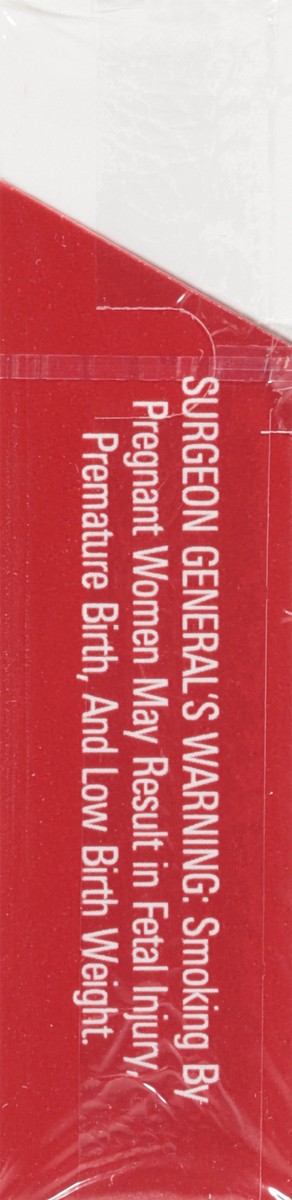 SURGEON GENERAL'S WARNING: Smoking By
Pregnant Women May Result in Fetal Injury,
Premature Birth, And Low Birth Weight.